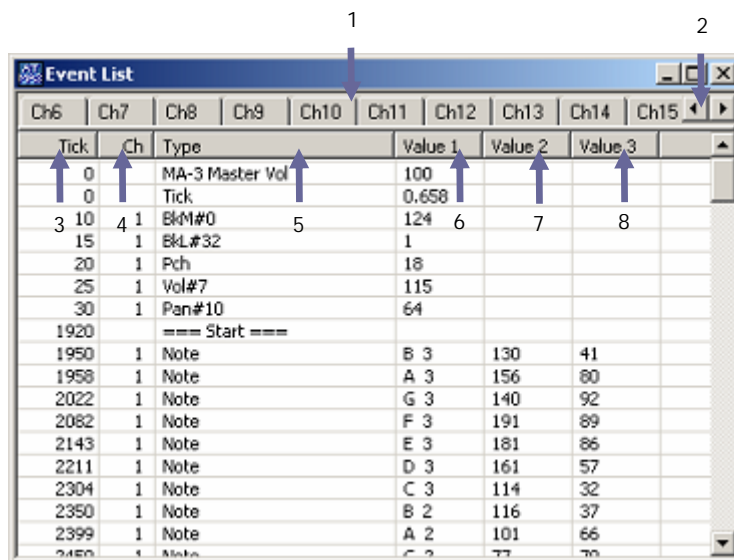 1
2
Event List
Ch6 Ch7 Ch8 Ch9 Ch10 Ch11 Ch12 Ch13 Ch14 Ch15
Tick Ch Type Value 1 Value 2 Value 3
0 MA-3 Master Vol 100
0 Tick 0.658
10 1 BkM#0 124
15 1 BkL#32 1
20 1 Pch 18
25 1 Vol#7 115
30 1 Pan#10 64
3 4 5 6 7 8
1920 === Start ===
1950 1 Note B 3 130 41
1958 1 Note A 3 156 80
2022 1 Note G 3 140 92
2082 1 Note F 3 191 89
2143 1 Note E 3 181 86
2211 1 Note D 3 161 57
2304 1 Note C 3 114 32
2350 1 Note B 2 116 37
2399 1 Note A 2 101 66